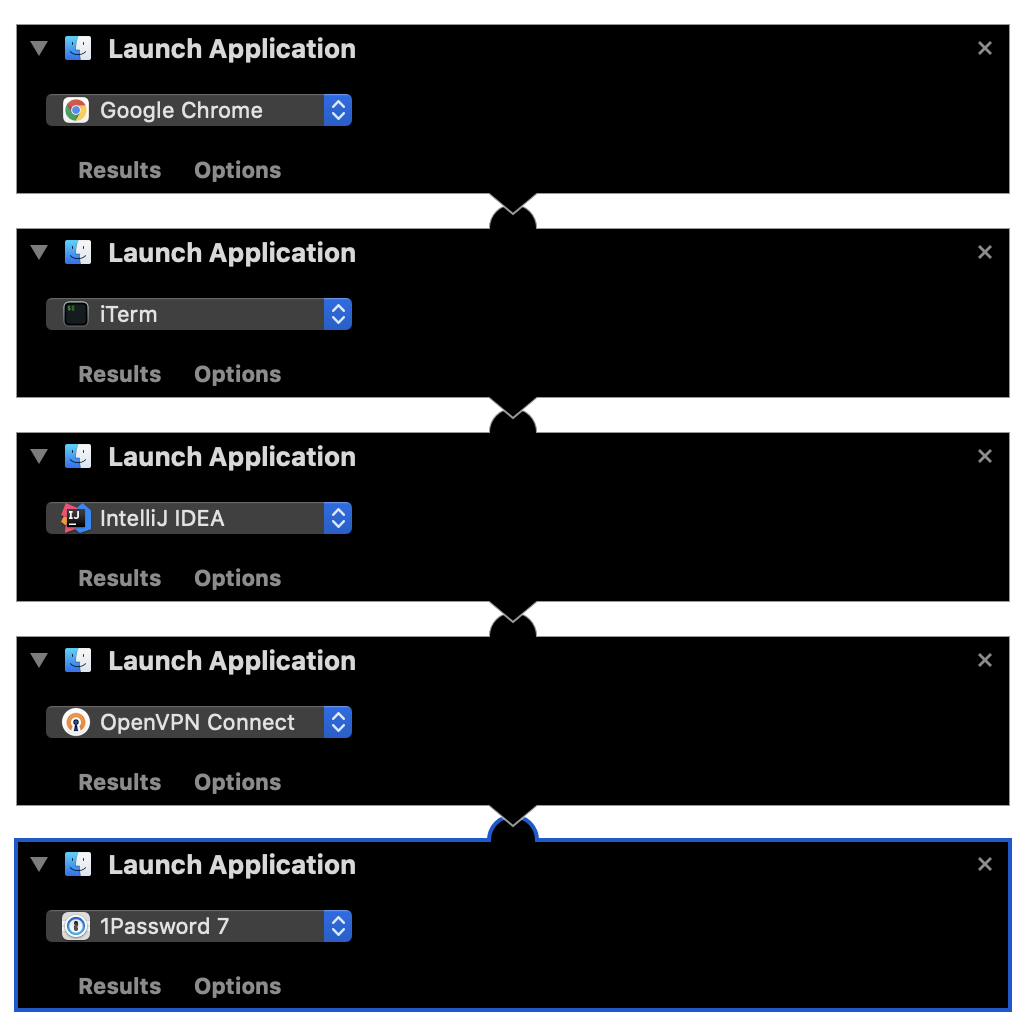 Launch Application
Google Chrome
Results Options
Launch Application
iTerm
Results Options
Launch Application
IJ IntelliJ IDEA
Results Options
Launch Application
OpenVPN Connect
Results Options
Launch Application
1Password 7
Results Options